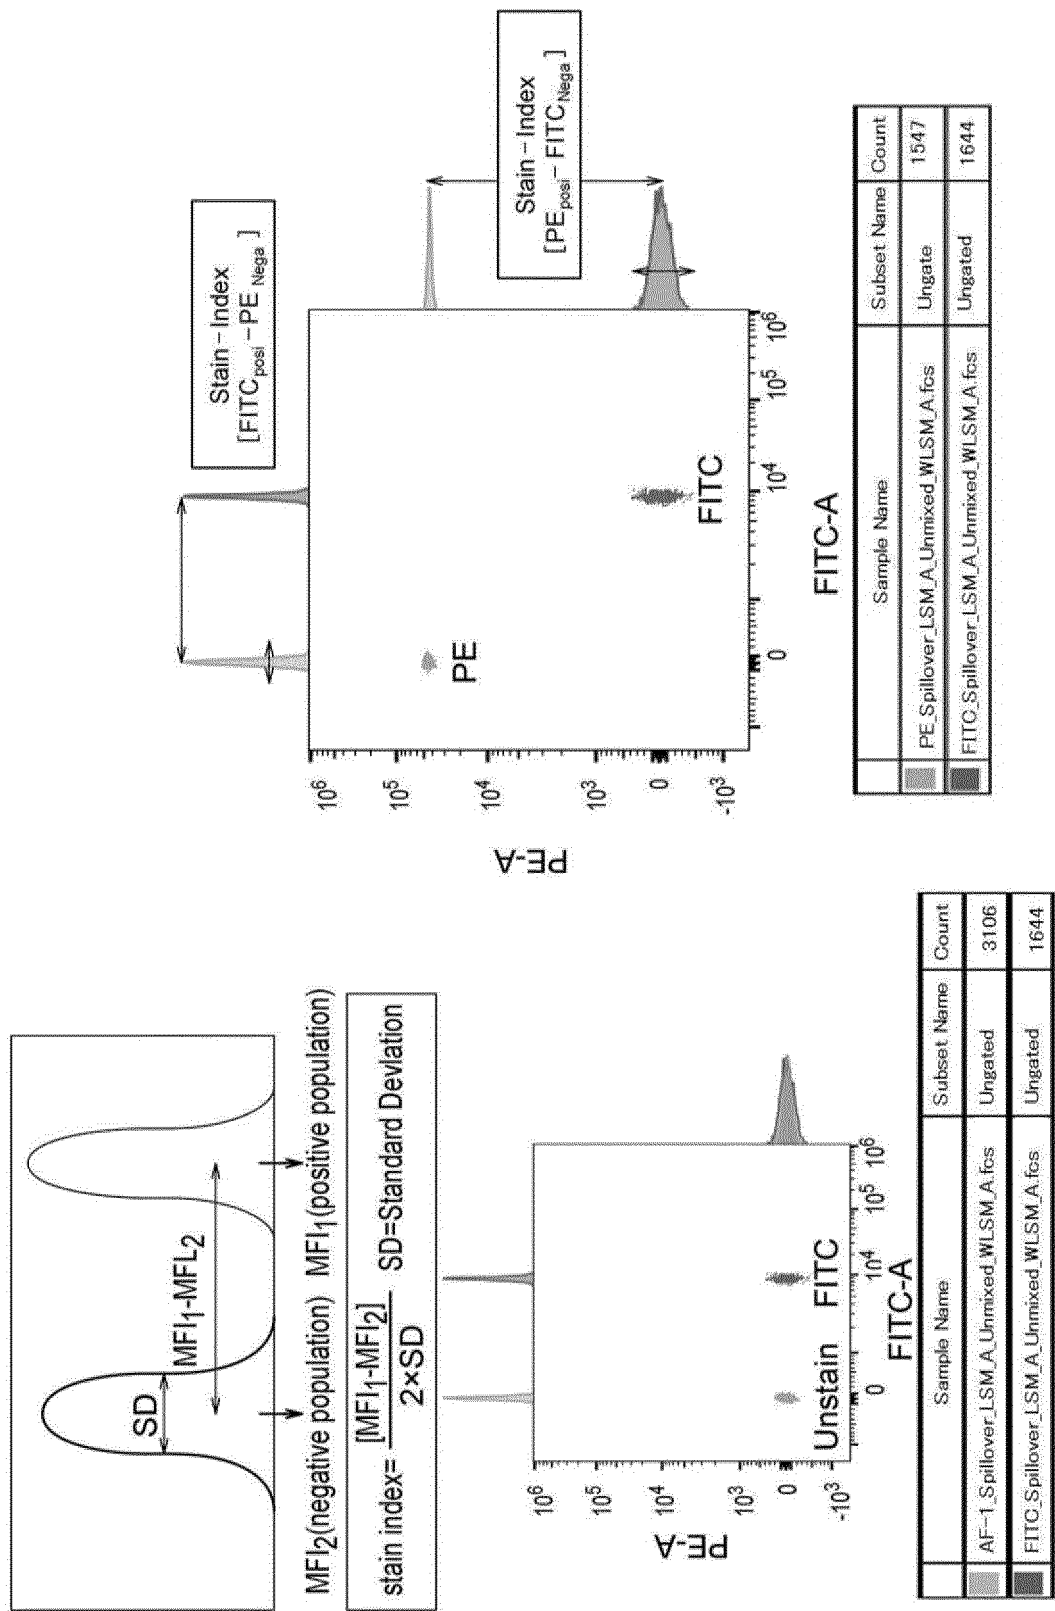 SD
MFI1-MFL2
MFI2(negative population) MFI1(positive population)
stain index= [MFI1-MFI2] SD=Standard Devlation
2×SD
PE-A
10^6
10^5
10^4
10^3
0
-10^3
Unstain FITC
0 10^4 10^5 10^6
FITC-A
Sample Name Subset Name Count
AF-1_Spillover_LSM_A_Unmixed_WLSM_A.fcs Ungated 3106
FITC_Spillover_LSM_A_Unmixed_WLSM_A.fcs Ungated 1644
Stain-Index
[FITCposi-PE Nega]
Stain-Index
[PEposi-FITCNega]
PE-A
10^6
10^5
10^4
10^3
0
-10^3
PE
FITC
0 10^4 10^5 10^6
FITC-A
Sample Name Subset Name Count
PE_Spillover_LSM_A_Unmixed_WLSM_A.fcs Ungate 1547
FITC_Spillover_LSM_A_Unmixed_WLSM_A.fcs Ungated 1644